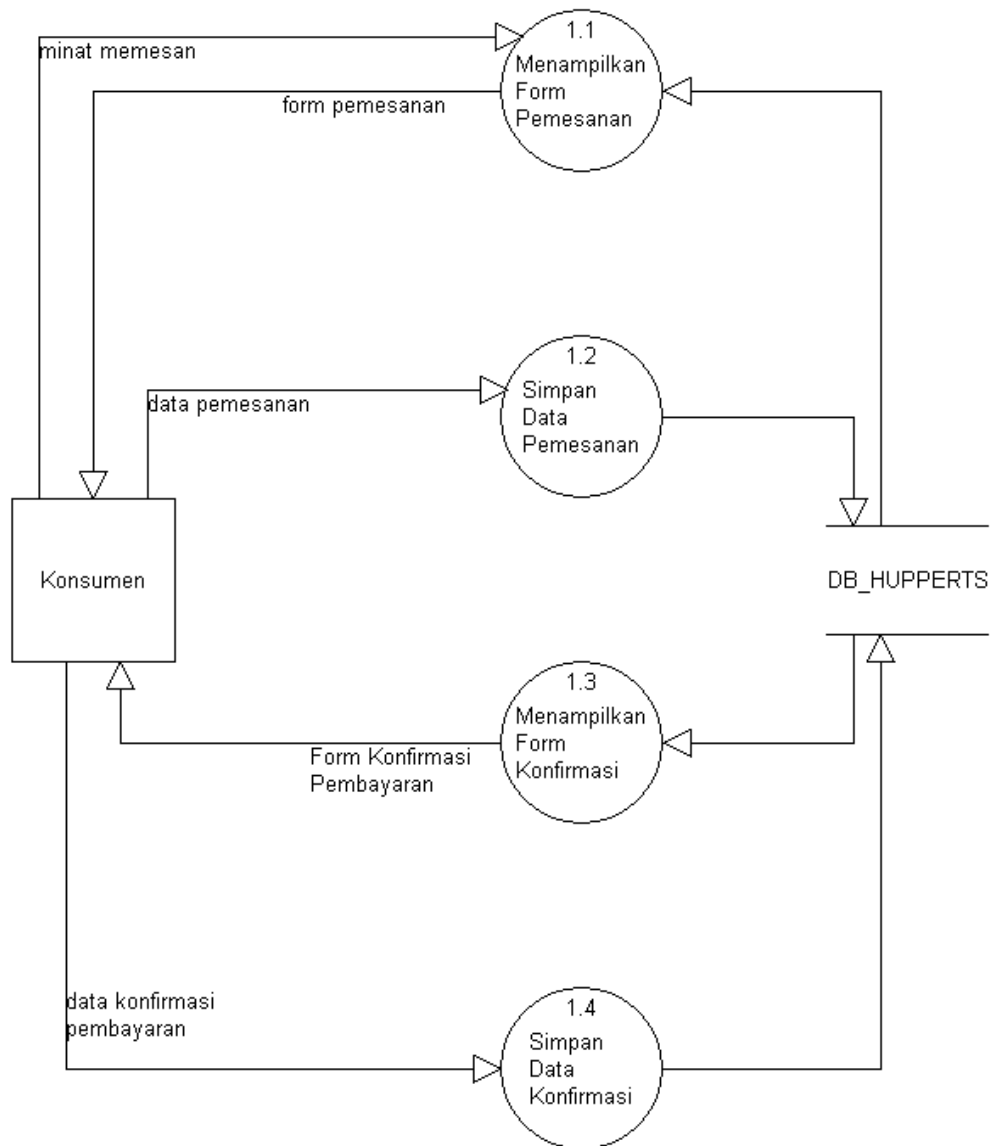 minat memesan
1.1
Menampilkan
Form
Pemesanan
form pemesanan
1.2
Simpan
Data
Pemesanan
data pemesanan
Konsumen
DB_HUPPERTS
1.3
Menampilkan
Form
Konfirmasi
Form Konfirmasi
Pembayaran
data konfirmasi
pembayaran
1.4
Simpan
Data
Konfirmasi